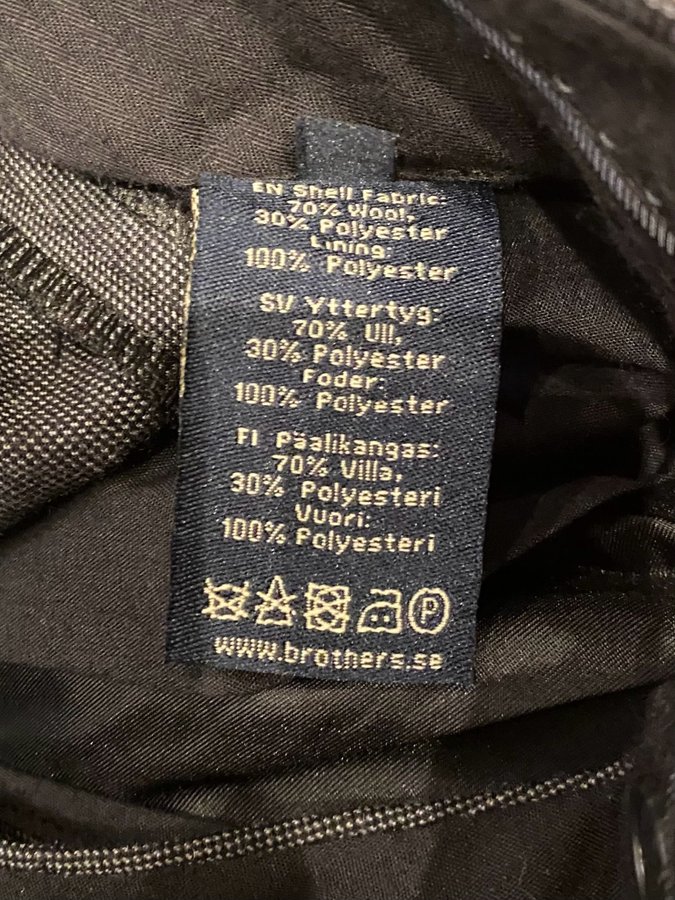 EN Shell Fabric:
70% Wool,
30% Polyester
Lining:
100% Polyester
SV Yttertyg:
70% Ull,
30% Polyester
Foder:
100% Polyester
FI Päälikangas:
70% Villa,
30% Polyesteri
Vuori:
100% Polyesteri
P
www.brothers.se